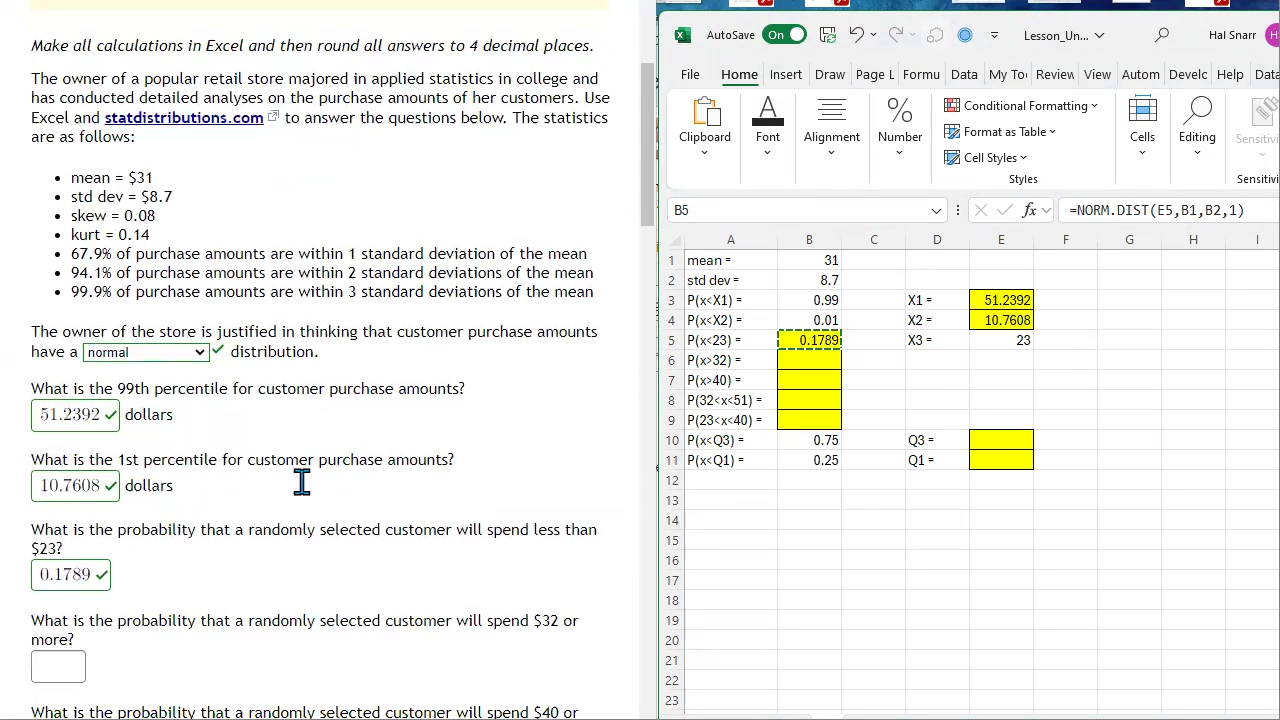 Make all calculations in Excel and then round all answers to 4 decimal places.
The owner of a popular retail store majored in applied statistics in college and
has conducted detailed analyses on the purchase amounts of her customers. Use
Excel and statdistributions.com to answer the questions below. The statistics
are as follows:
• mean = $31
• std dev = $8.7
• skew = 0.08
• kurt = 0.14
• 67.9% of purchase amounts are within 1 standard deviation of the mean
• 94.1% of purchase amounts are within 2 standard deviations of the mean
• 99.9% of purchase amounts are within 3 standard deviations of the mean
The owner of the store is justified in thinking that customer purchase amounts
have a normal distribution.
What is the 99th percentile for customer purchase amounts?
51.2392 dollars
What is the 1st percentile for customer purchase amounts?
10.7608 dollars
What is the probability that a randomly selected customer will spend less than
$23?
0.1789
What is the probability that a randomly selected customer will spend $32 or
more?
What is the probability that a randomly selected customer will spend $40 or
AutoSave On Lesson_Un... Hal Snarr H
File Home Insert Draw Page L Formu Data My To Review View Autom Develc Help Data
Clipboard Font Alignment Number Conditional Formatting Format as Table Cell Styles Cells Editing Sensitivi
Styles Sensitivi
B5 fx =NORM.DIST(E5,B1,B2,1)
A B C D E F G H I
1 mean = 31
2 std dev = 8.7
3 P(x<X1) = 0.99 X1 = 51.2392
4 P(x<X2) = 0.01 X2 = 10.7608
5 P(x<23) = 0.1789 X3 = 23
6 P(x>32) =
7 P(x>40) =
8 P(32<x<51) =
9 P(23<x<40) =
10 P(x<Q3) = 0.75 Q3 =
11 P(x<Q1) = 0.25 Q1 =
12
13
14
15
16
17
18
19
20
21
22
23